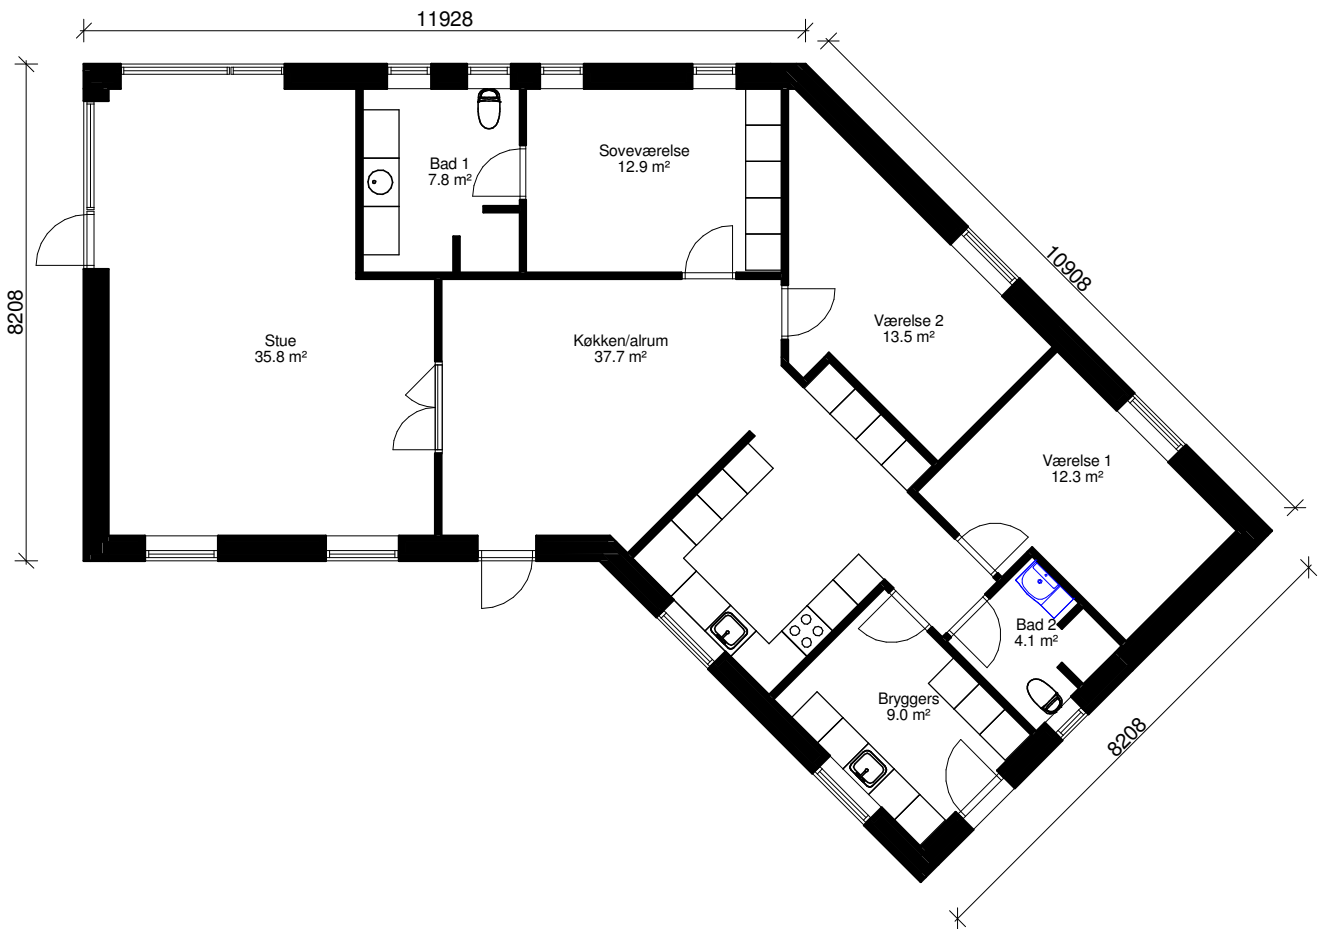 11928
10908
8208
8208
Bad 1
7.8 m²
Soveværelse
12.9 m²
Stue
35.8 m²
Køkken/alrum
37.7 m²
Værelse 2
13.5 m²
Værelse 1
12.3 m²
Bad 2
4.1 m²
Bryggers
9.0 m²